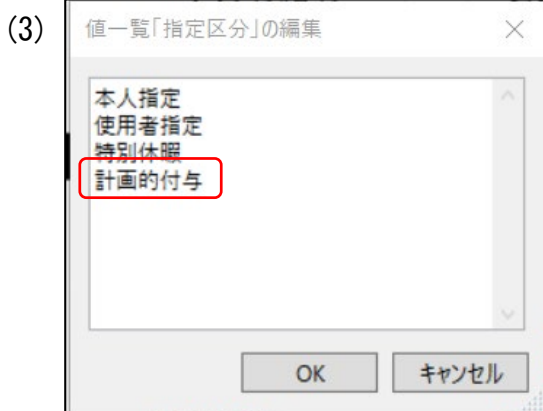 (3)
値一覧「指定区分」の編集
本人指定
使用者指定
特別休暇
計画的付与
OK
キャンセル